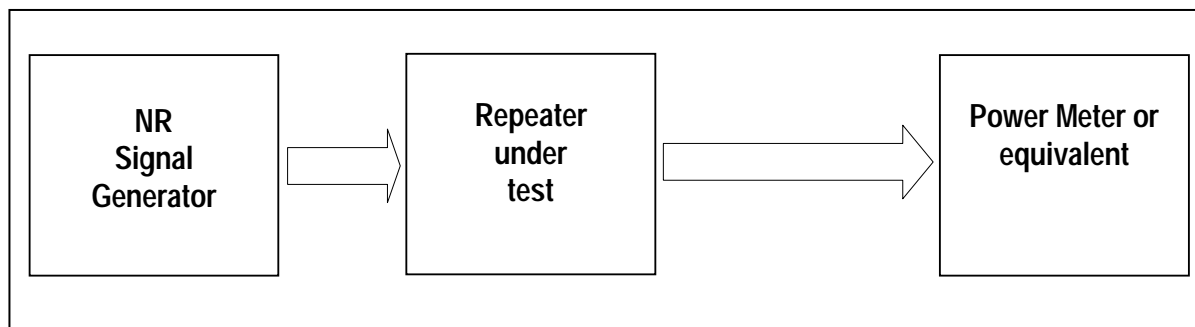 NR
Signal
Generator
Repeater
under
test
Power Meter or
equivalent